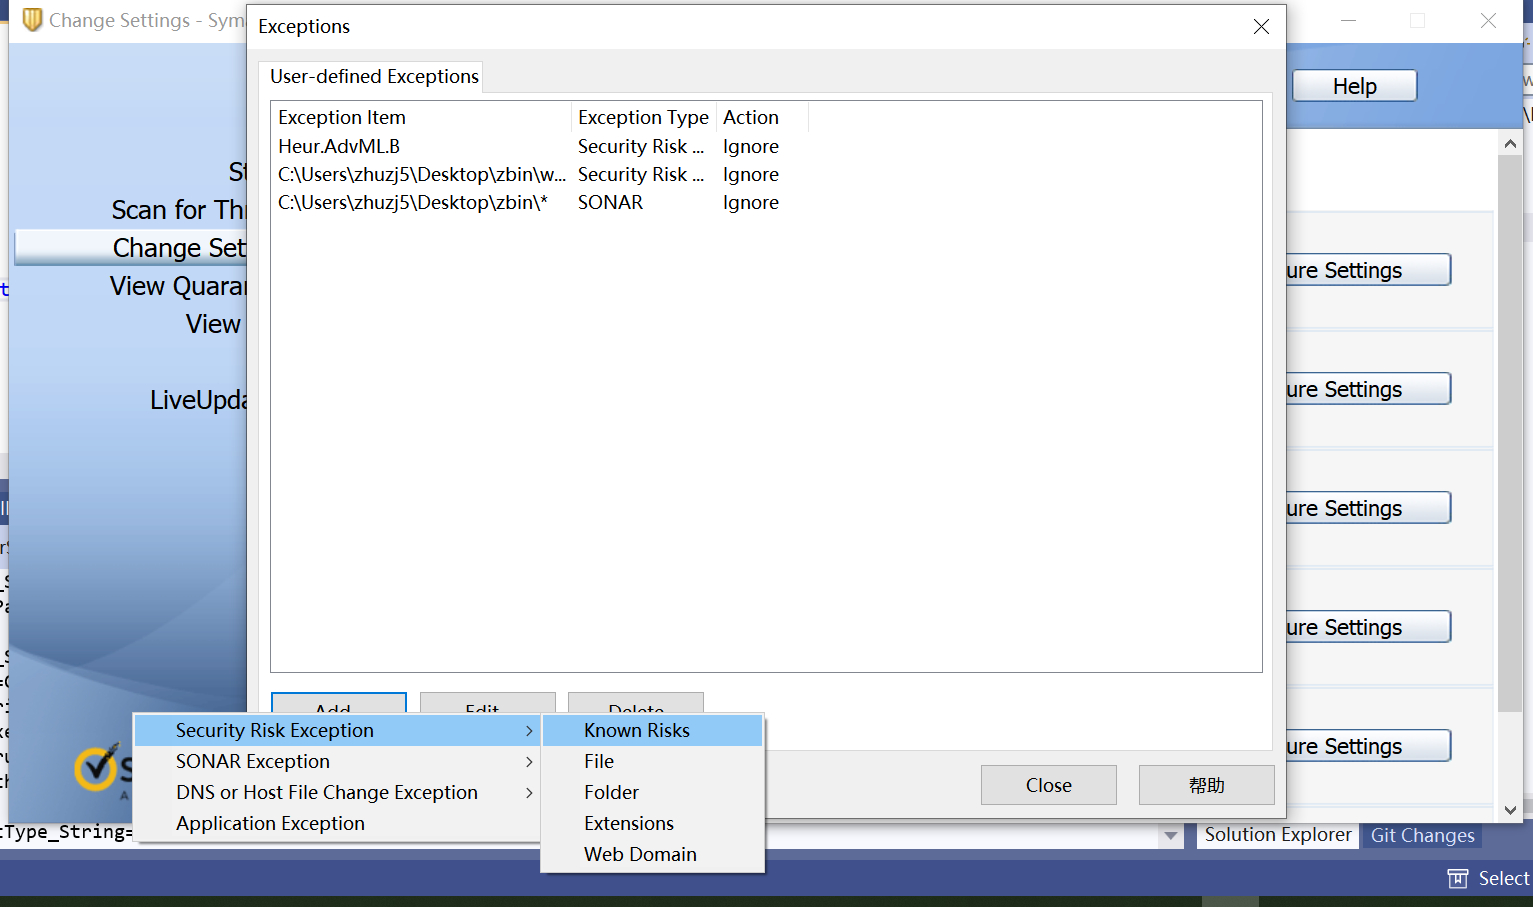 Change Settings - Sym
Exceptions
User-defined Exceptions
Help
Exception Item Exception Type Action
Heur.AdvML.B Security Risk ... Ignore
C:\Users\zhuzj5\Desktop\zbin\w... Security Risk ... Ignore
C:\Users\zhuzj5\Desktop\zbin\* SONAR Ignore
St
Scan for Thr
Change Set
View Quarar
View
LiveUpda
ure Settings
ure Settings
ure Settings
ure Settings
ure Settings
Add Edit Delete
Security Risk Exception
SONAR Exception
DNS or Host File Change Exception
Application Exception
Known Risks
File
Folder
Extensions
Web Domain
Close 帮助
tType_String=
Solution Explorer Git Changes
Select